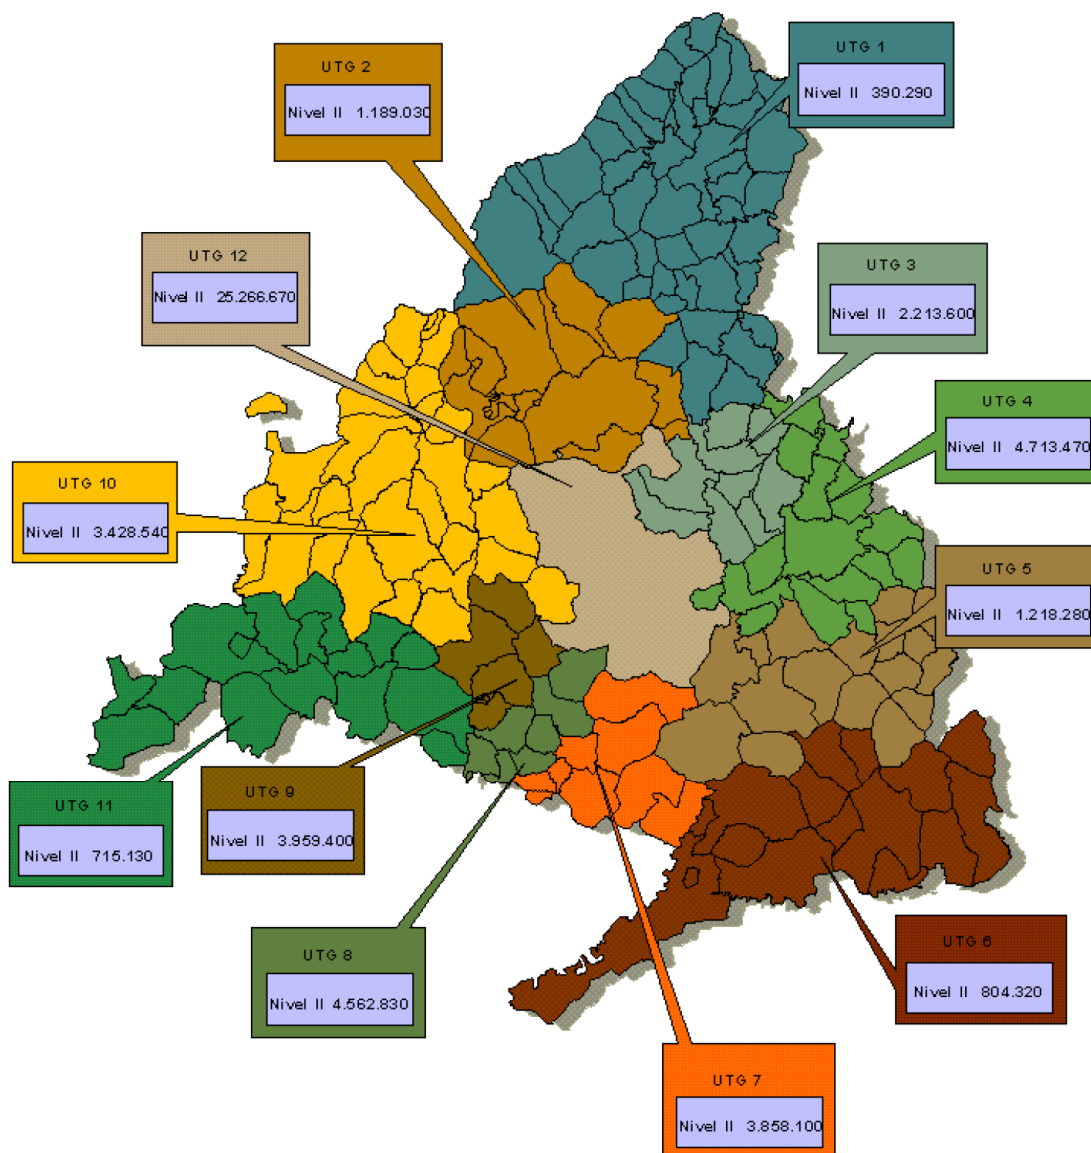 UTG 1
Nivel II 390.290
UTG 2
Nivel II 1.189.030
UTG 12
Nivel II 25.266.670
UTG 3
Nivel II 2.213.600
UTG 4
Nivel II 4.713.470
UTG 10
Nivel II 3.428.540
UTG 5
Nivel II 1.218.280
UTG 11
Nivel II 715.130
UTG 9
Nivel II 3.959.400
UTG 8
Nivel II 4.562.830
UTG 6
Nivel II 804.320
UTG 7
Nivel II 3.858.100